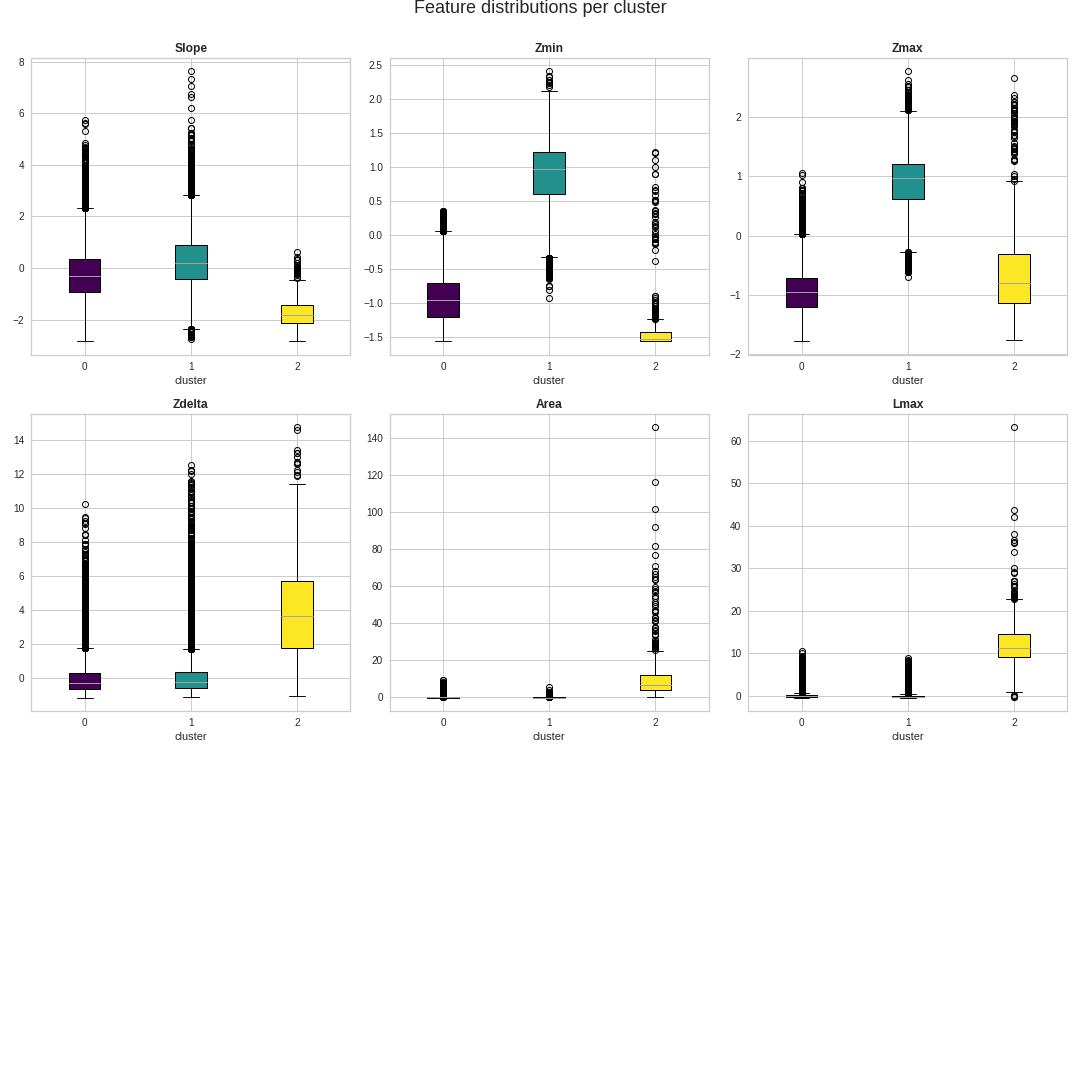 Feature distributions per cluster
Slope
8
6
4
2
0
−2
0 1 2
cluster
Zmin
2.5
2.0
1.5
1.0
0.5
0.0
−0.5
−1.0
−1.5
0 1 2
cluster
Zmax
2
1
0
−1
−2
0 1 2
cluster
Zdelta
14
12
10
8
6
4
2
0
0 1 2
cluster
Area
140
120
100
80
60
40
20
0
0 1 2
cluster
Lmax
60
50
40
30
20
10
0
0 1 2
cluster